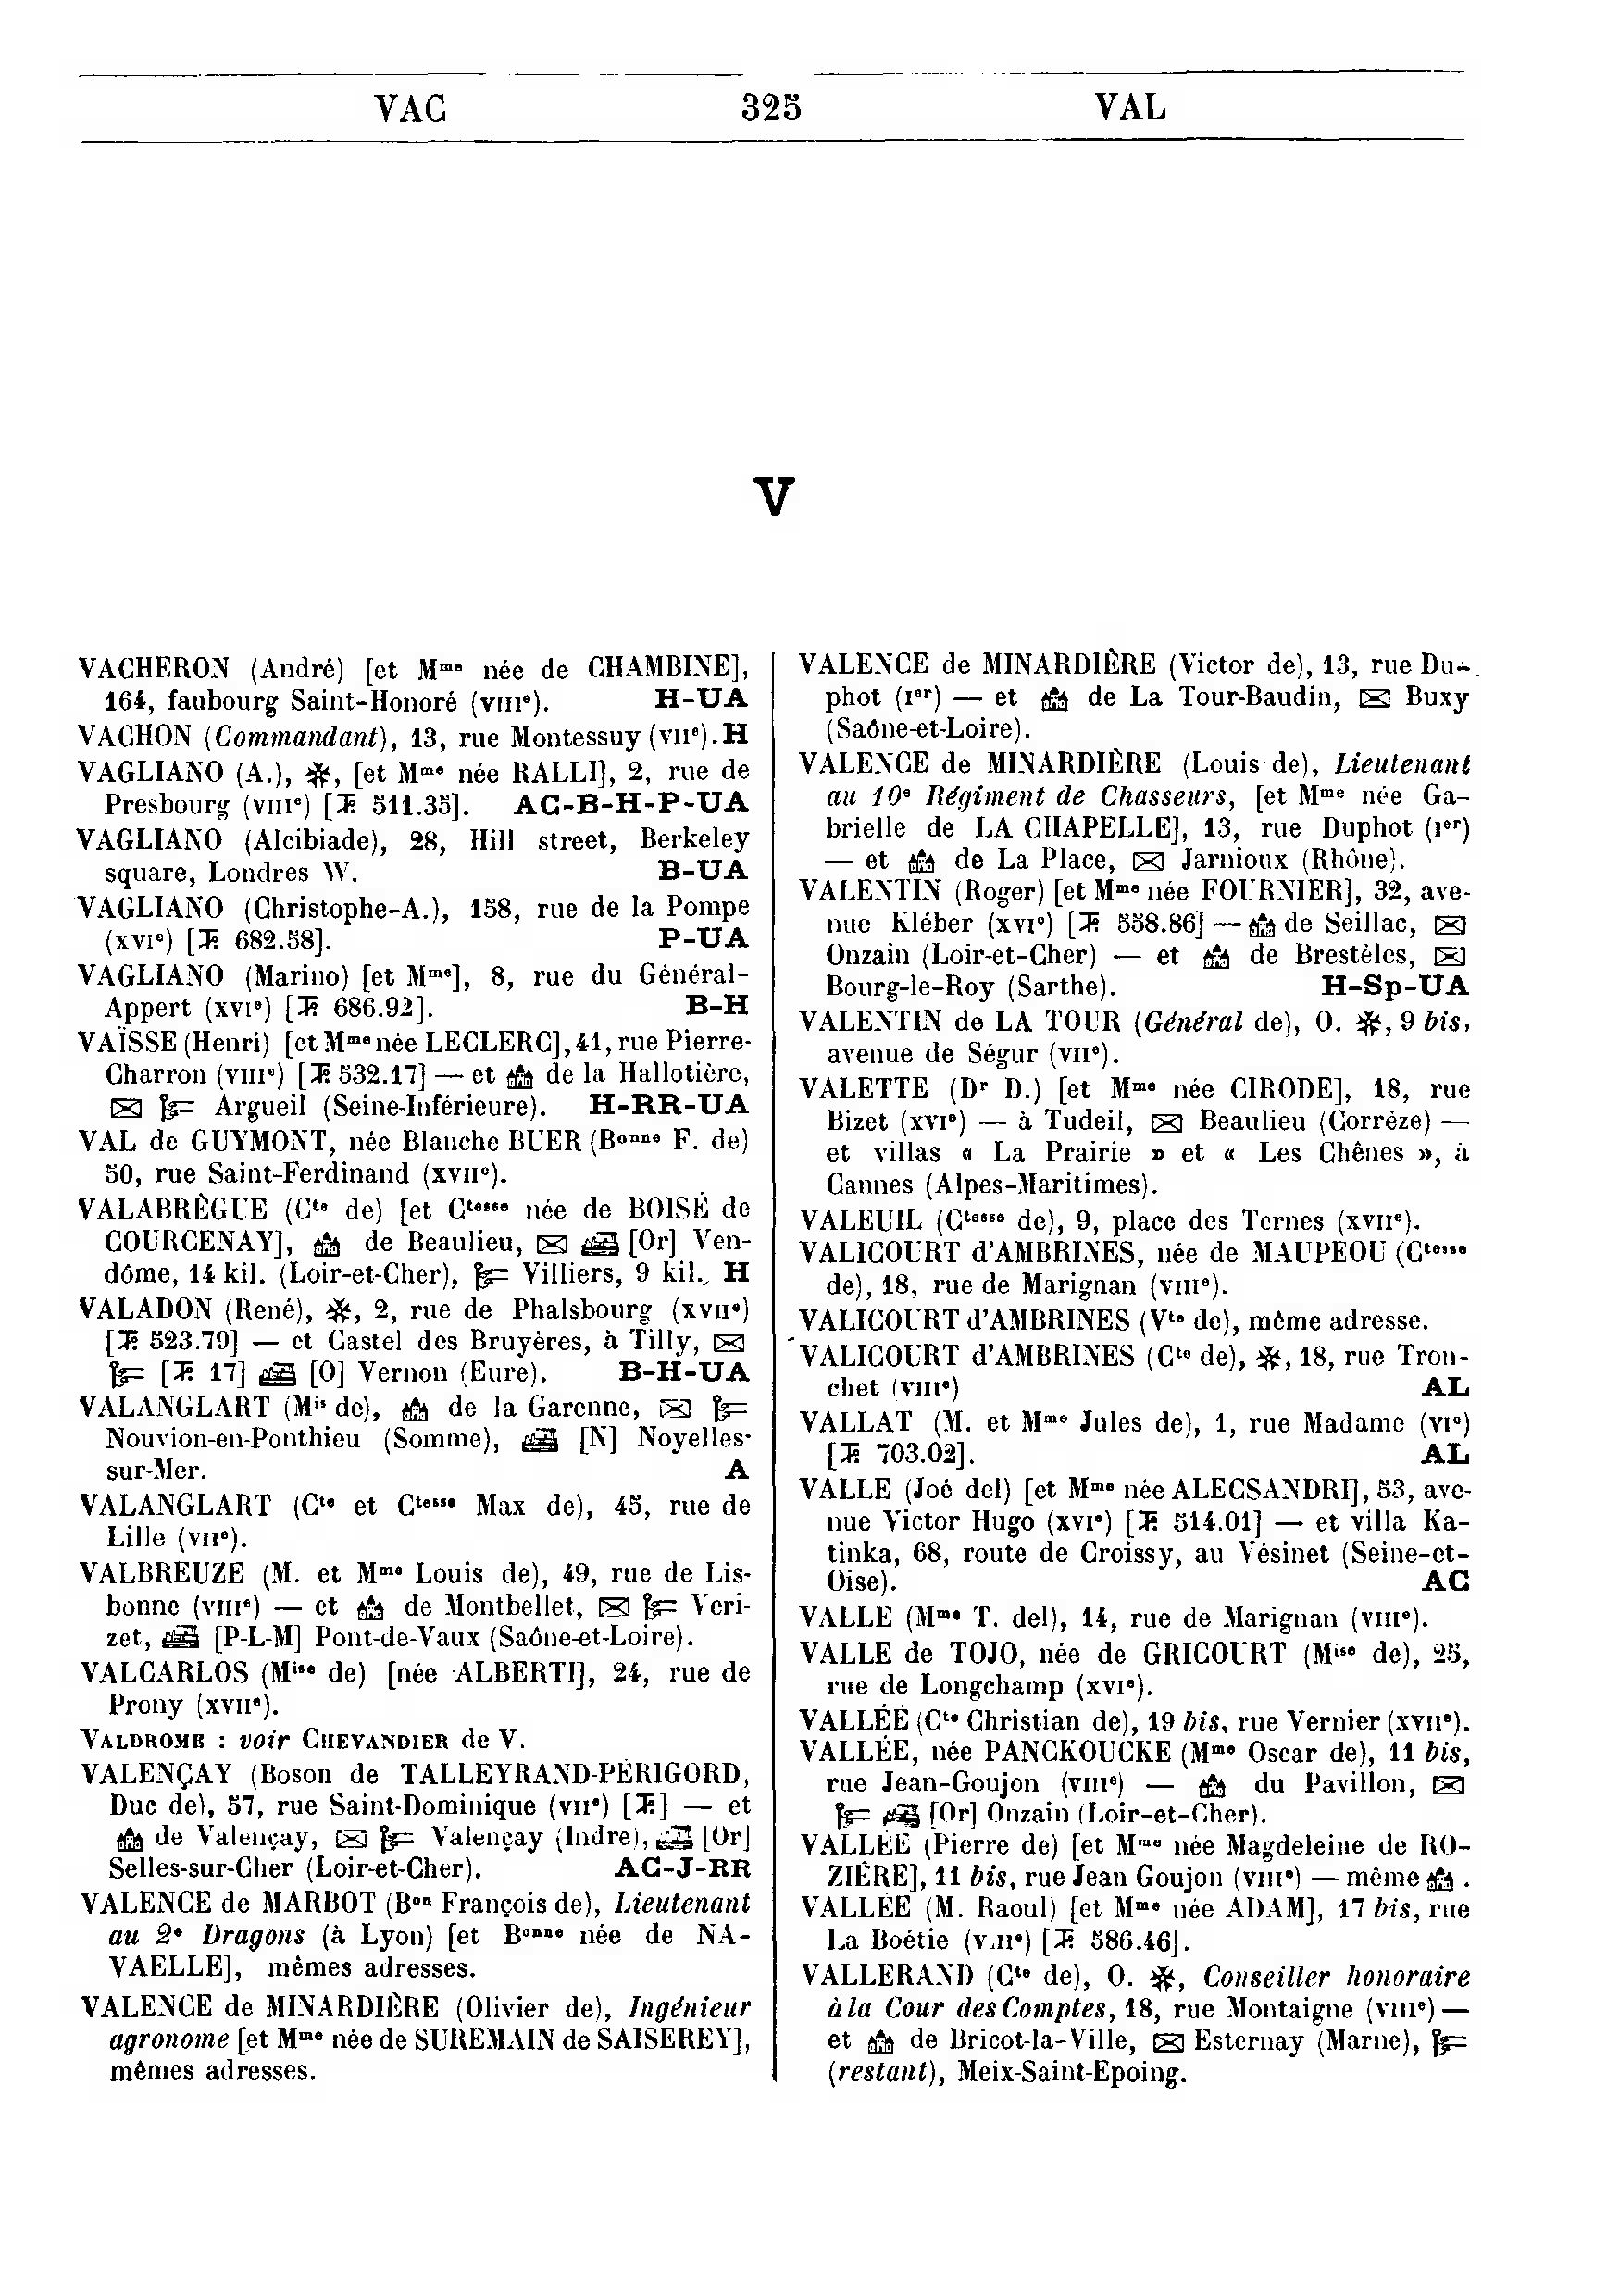 VAC 325 VAL
V
VACHERON (André) [et Mme née de CHAMBINE],
164, faubourg Saint-Honoré (VIIIe). H-UA
VACHON (Commandant), 13, rue Montessuy (VIIe). H
VAGLIANO (A.), ✻, [et Mme née RALLI], 2, rue de
Presbourg (VIIIe) [T. 511.35]. AC-B-H-P-UA
VAGLIANO (Alcibiade), 28, Hill street, Berkeley
square, Londres W. B-UA
VAGLIANO (Christophe-A.), 158, rue de la Pompe
(XVIe) [T. 682.58]. P-UA
VAGLIANO (Marino) [et Mme], 8, rue du Général-
Appert (XVIe) [T. 686.92]. B-H
VAÏSSE (Henri) [et Mme née LECLERC], 41, rue Pierre-
Charron (VIIIe) [T. 532.17] — et de la Hallotière,
Argueil (Seine-Inférieure). H-RR-UA
VAL de GUYMONT, née Blanche BUER (Bonne F. de)
50, rue Saint-Ferdinand (XVIIe).
VALABRÈGUE (Cte de) [et Ctesse née de BOISÉ de
COURCENAY], de Beaulieu, [Or] Ven-
dôme, 14 kil. (Loir-et-Cher), Villiers, 9 kil. H
VALADON (René), ✻, 2, rue de Phalsbourg (XVIIe)
[T. 523.79] — et Castel des Bruyères, à Tilly,
[T. 17] [O] Vernon (Eure). B-H-UA
VALANGLART (Mis de), de la Garenne,
Nouvion-en-Ponthieu (Somme), [N] Noyelles-
sur-Mer. A
VALANGLART (Cte et Ctesse Max de), 45, rue de
Lille (VIIe).
VALBREUZE (M. et Mme Louis de), 49, rue de Lis-
bonne (VIIIe) — et de Montbellet, Veri-
zet, [P-L-M] Pont-de-Vaux (Saône-et-Loire).
VALCARLOS (Mise de) [née ALBERTI], 24, rue de
Prony (XVIIe).
VALDROME : voir CHEVANDIER de V.
VALENÇAY (Boson de TALLEYRAND-PÉRIGORD,
Duc de), 57, rue Saint-Dominique (VIIe) [T.] — et
de Valençay, Valençay (Indre), [Or]
Selles-sur-Cher (Loir-et-Cher). AC-J-RR
VALENCE de MARBOT (Bon François de), Lieutenant
au 2e Dragons (à Lyon) [et Bonne née de NA-
VAELLE], mêmes adresses.
VALENCE de MINARDIÈRE (Olivier de), Ingénieur
agronome [et Mme née de SUREMAIN de SAISEREY],
mêmes adresses.
VALENCE de MINARDIÈRE (Victor de), 13, rue Du-
phot (Ier) — et de La Tour-Baudin, Buxy
(Saône-et-Loire).
VALENCE de MINARDIÈRE (Louis de), Lieutenant
au 10e Régiment de Chasseurs, [et Mme née Ga-
brielle de LA CHAPELLE], 13, rue Duphot (Ier)
— et de La Place, Jarnioux (Rhône).
VALENTIN (Roger) [et Mme née FOURNIER], 32, ave-
nue Kléber (XVIe) [T. 558.86] — de Seillac,
Onzain (Loir-et-Cher) — et de Brestèles,
Bourg-le-Roy (Sarthe). H-Sp-UA
VALENTIN de LA TOUR (Général de), O. ✻, 9 bis,
avenue de Ségur (VIIe).
VALETTE (Dr D.) [et Mme née CIRODE], 18, rue
Bizet (XVIe) — à Tudeil, Beaulieu (Corrèze) —
et villas « La Prairie » et « Les Chênes », à
Cannes (Alpes-Maritimes).
VALEUIL (Ctesse de), 9, place des Ternes (XVIIe).
VALICOURT d'AMBRINES, née de MAUPEOU (Ctesse
de), 18, rue de Marignan (VIIIe).
VALICOURT d'AMBRINES (Vte de), même adresse.
VALICOURT d'AMBRINES (Cte de), ✻, 18, rue Tron-
chet (VIIIe) AL
VALLAT (M. et Mme Jules de), 1, rue Madame (VIe)
[T. 703.02]. AL
VALLE (Joé del) [et Mme née ALECSANDRI], 53, ave-
nue Victor Hugo (XVIe) [T. 514.01] — et villa Ka-
tinka, 68, route de Croissy, au Vésinet (Seine-et-
Oise). AC
VALLE (Mme T. del), 14, rue de Marignan (VIIIe).
VALLE de TOJO, née de GRICOURT (Mise de), 25,
rue de Longchamp (XVIe).
VALLÉE (Cte Christian de), 19 bis, rue Vernier (XVIIe).
VALLÉE, née PANCKOUCKE (Mme Oscar de), 11 bis,
rue Jean-Goujon (VIIIe) — du Pavillon,
[Or] Onzain (Loir-et-Cher).
VALLÉE (Pierre de) [et Mme née Magdeleine de RO-
ZIÈRE], 11 bis, rue Jean Goujon (VIIIe) — même .
VALLÉE (M. Raoul) [et Mme née ADAM], 17 bis, rue
La Boétie (VIIIe) [T. 586.46].
VALLERAND (Cte de), O. ✻, Conseiller honoraire
à la Cour des Comptes, 18, rue Montaigne (VIIIe) —
et de Bricot-la-Ville, Esternay (Marne),
(restant), Meix-Saint-Epoing.